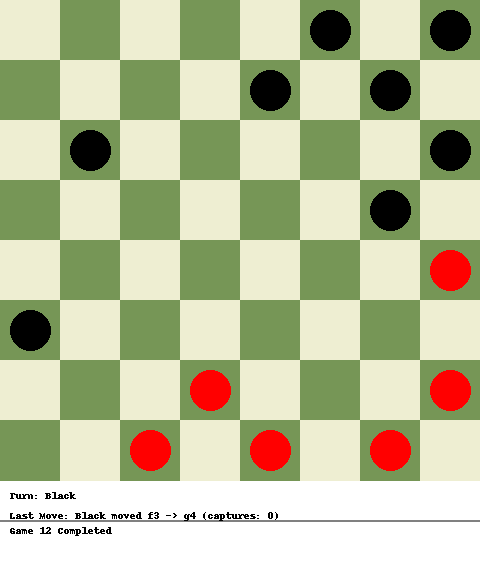 Turn: Black
Last Move: Black moved f3 -> g4 (captures: 0)
Game 12 Completed